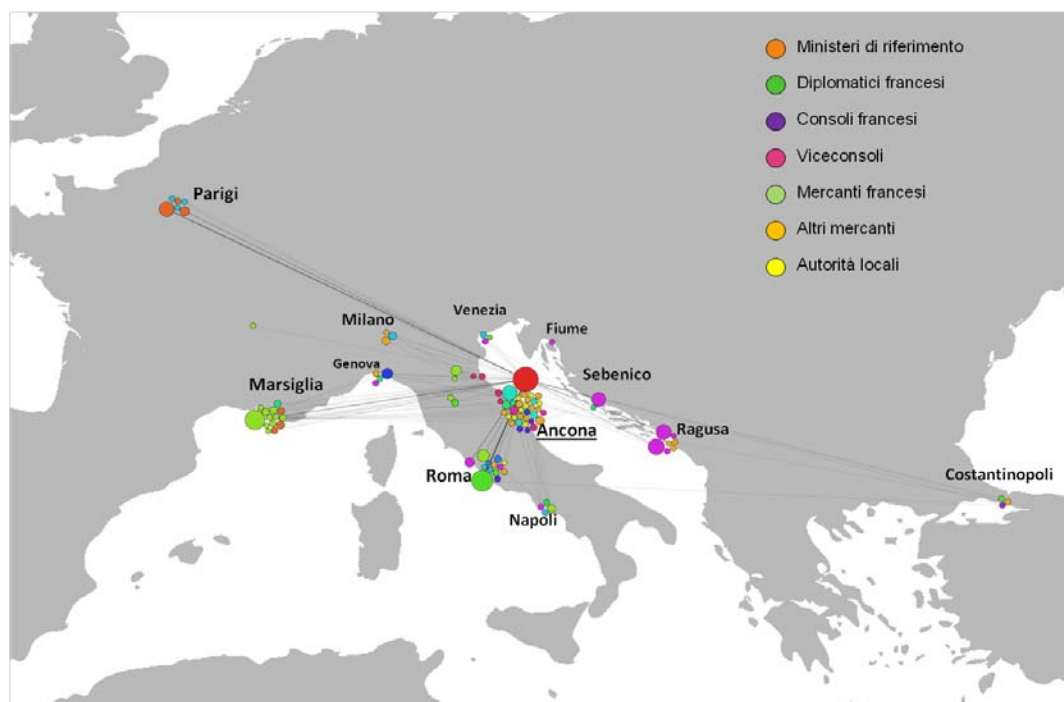 Ministeri di riferimento
Diplomatici francesi
Consoli francesi
Viceconsoli
Mercanti francesi
Altri mercanti
Autorità locali
Parigi
Venezia
Milano
Fiume
Genova
Marsiglia
Sebenico
Ancona
Ragusa
Roma
Costantinopoli
Napoli